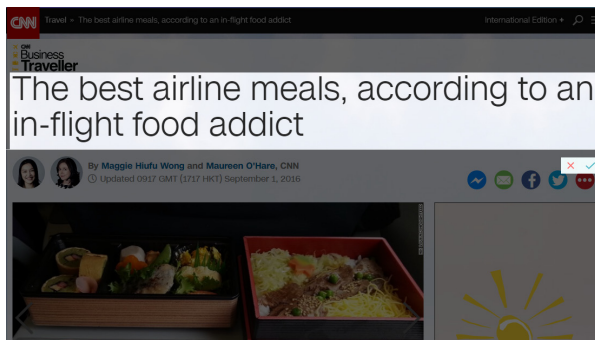 CNN Travel » The best airline meals, according to an in-flight food addict International Edition +
CNN
Business
Traveller
The best airline meals, according to an
in-flight food addict
By Maggie Hiufu Wong and Maureen O'Hare, CNN
Updated 0917 GMT (1717 HKT) September 1, 2016